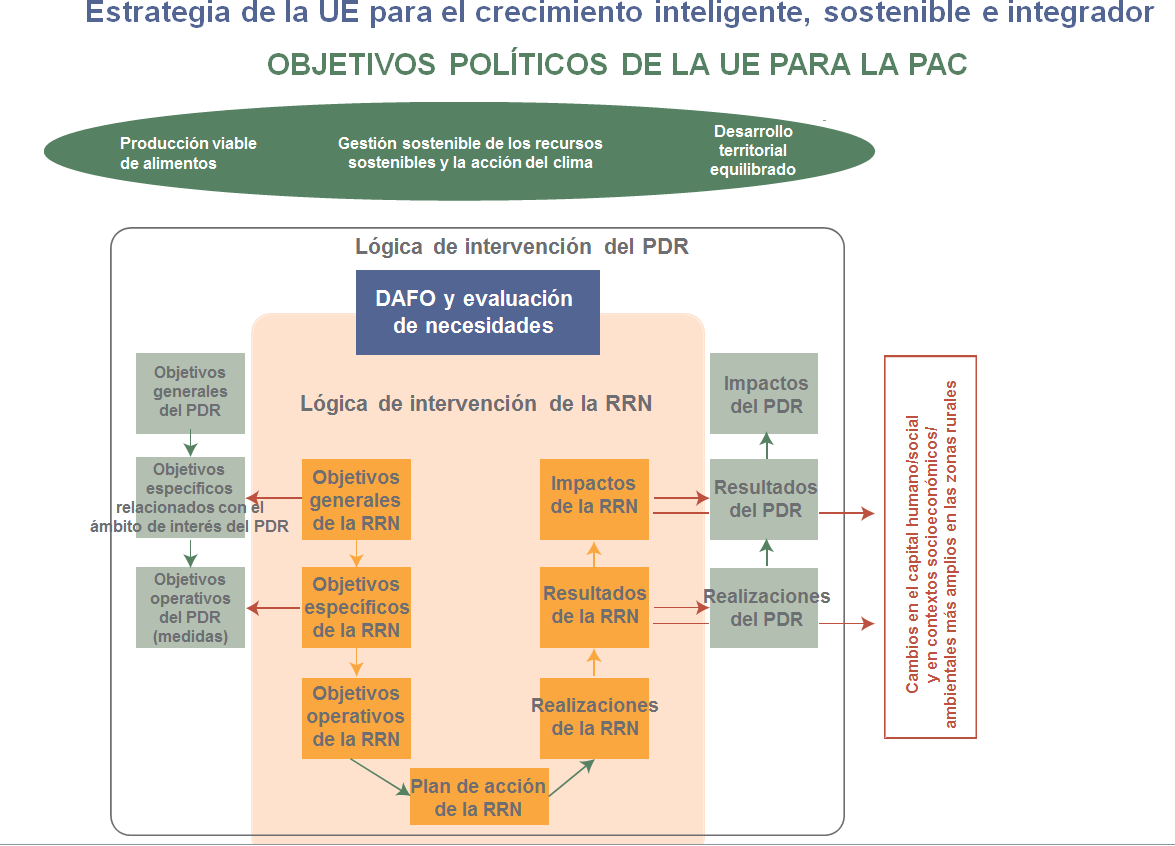 Estrategia de la UE para el crecimiento inteligente, sostenible e integrador
OBJETIVOS POLÍTICOS DE LA UE PARA LA PAC
Producción viable
de alimentos
Gestión sostenible de los recursos
sostenibles y la acción del clima
Desarrollo
territorial
equilibrado
Lógica de intervención del PDR
DAFO y evaluación
de necesidades
Lógica de intervención de la RRN
Objetivos
generales
del PDR
Objetivos
específicos
relacionados con el
ámbito de interés del PDR
Objetivos
operativos
del PDR
(medidas)
Objetivos
generales
de la RRN
Objetivos
específicos
de la RRN
Objetivos
operativos
de la RRN
Plan de acción
de la RRN
Impactos
de la RRN
Resultados
de la RRN
Realizaciones
de la RRN
Impactos
del PDR
Resultados
del PDR
Realizaciones
del PDR
Cambios en el capital humano/social
y en contextos socioeconómicos/
ambientales más amplios en las zonas rurales